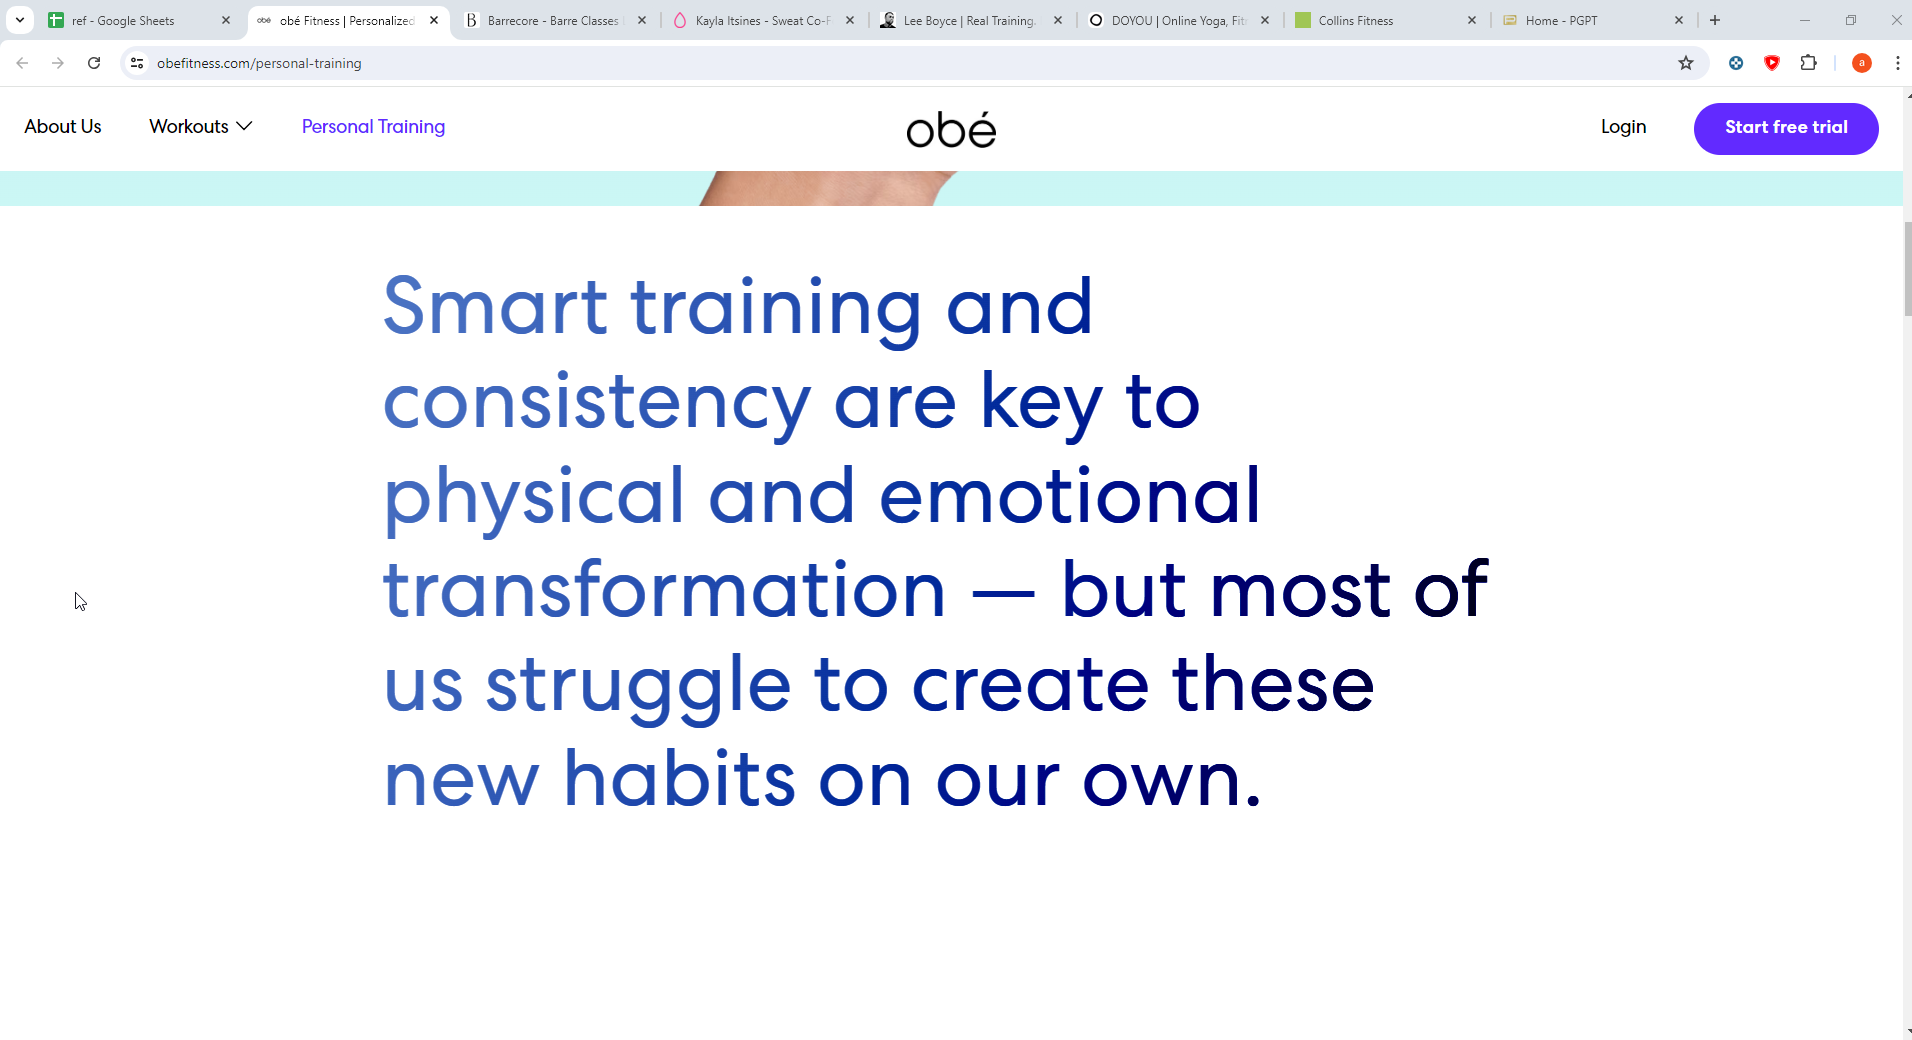 ref - Google Sheets
obé Fitness | Personalized
Barrecore - Barre Classes
Kayla Itsines - Sweat Co-F
Lee Boyce | Real Training.
DOYOU | Online Yoga, Fit
Collins Fitness
Home - PGPT
obefitness.com/personal-training
a
About Us
Workouts
Personal Training
obé
Login
Start free trial
Smart training and
consistency are key to
physical and emotional
transformation — but most of
us struggle to create these
new habits on our own.